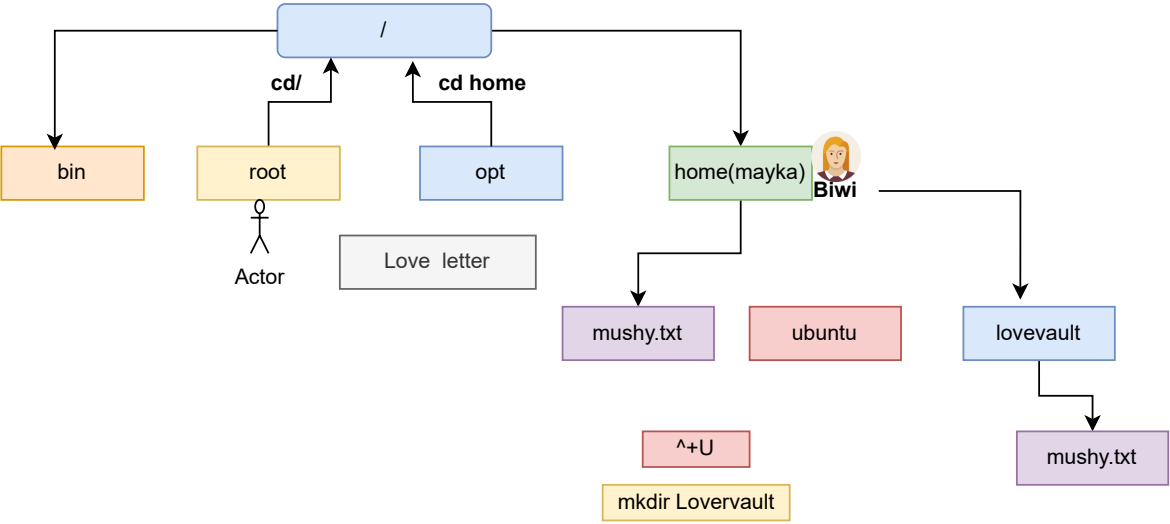 /
cd/
cd home
bin
root
opt
home(mayka)
Biwi
Actor
Love letter
mushy.txt
ubuntu
lovevault
^+U
mushy.txt
mkdir Lovervault